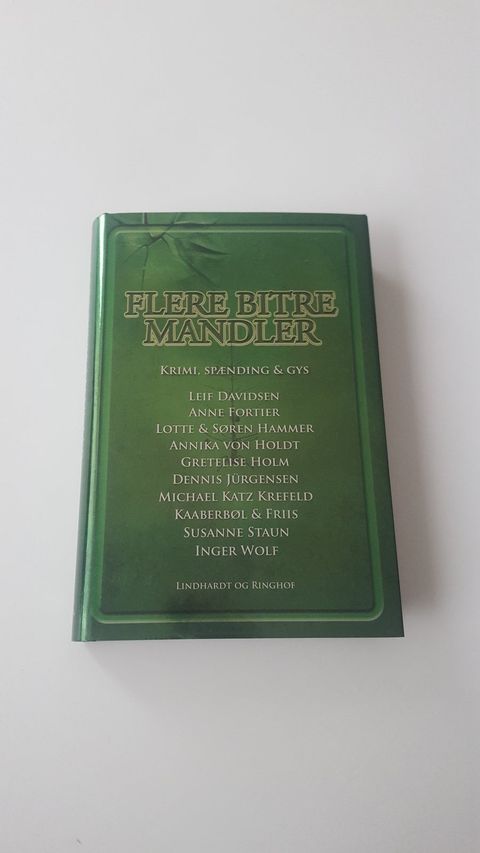 FLERE BITRE
MANDLER
KRIMI, SPÆNDING & GYS
LEIF DAVIDSEN
ANNE FORTIER
LOTTE & SØREN HAMMER
ANNIKA VON HOLDT
GRETELISE HOLM
DENNIS JÜRGENSEN
MICHAEL KATZ KREFELD
KAABERBØL & FRIIS
SUSANNE STAUN
INGER WOLF
LINDHARDT OG RINGHOF